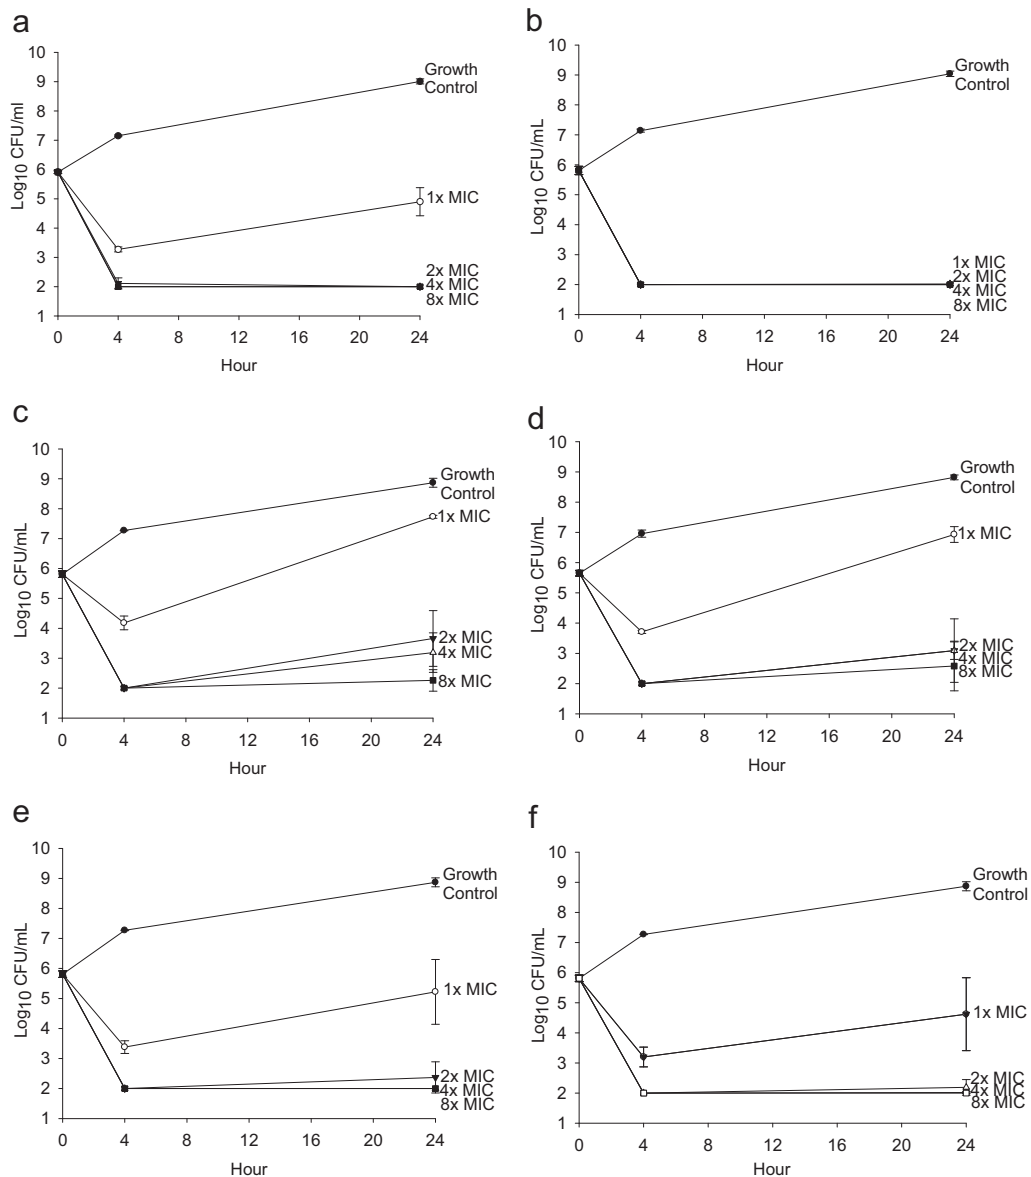 a
10
9
8
7
6
5
4
3
2
1
Log10 CFU/ml
0 4 8 12 16 20 24
Hour
Growth
Control
1x MIC
2x MIC
4x MIC
8x MIC
b
10
9
8
7
6
5
4
3
2
1
Log10 CFU/mL
0 4 8 12 16 20 24
Hour
Growth
Control
1x MIC
2x MIC
4x MIC
8x MIC
c
10
9
8
7
6
5
4
3
2
1
Log10 CFU/mL
0 4 8 12 16 20 24
Hour
Growth
Control
1x MIC
2x MIC
4x MIC
8x MIC
d
10
9
8
7
6
5
4
3
2
1
Log10 CFU/mL
0 4 8 12 16 20 24
Hour
Growth
Control
1x MIC
2x MIC
4x MIC
8x MIC
e
10
9
8
7
6
5
4
3
2
1
Log10 CFU/mL
0 4 8 12 16 20 24
Hour
Growth
Control
1x MIC
2x MIC
4x MIC
8x MIC
f
10
9
8
7
6
5
4
3
2
1
Log10 CFU/mL
0 4 8 12 16 20 24
Hour
Growth
Control
1x MIC
2x MIC
4x MIC
8x MIC